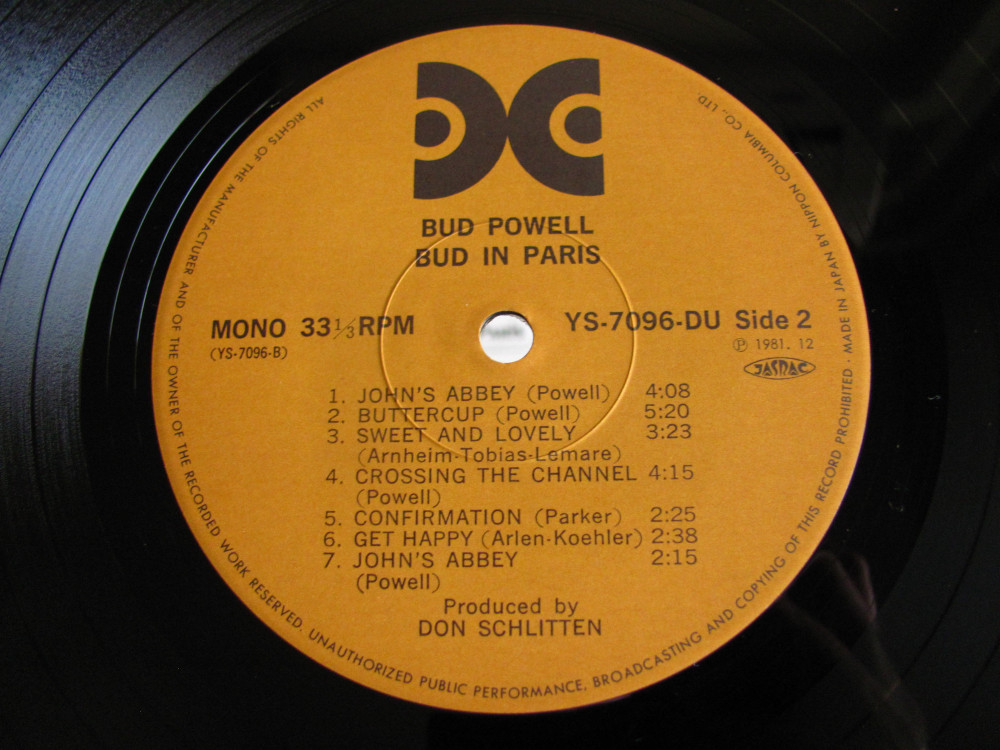 BUD POWELL
BUD IN PARIS
MONO 33 1/3 RPM
(YS-7096-B)
YS-7096-DU Side 2
Ⓟ 1981. 12
JASRAC
1. JOHN'S ABBEY (Powell) 4:08
2. BUTTERCUP (Powell) 5:20
3. SWEET AND LOVELY 3:23
(Arnheim-Tobias-Lemare)
4. CROSSING THE CHANNEL 4:15
(Powell)
5. CONFIRMATION (Parker) 2:25
6. GET HAPPY (Arlen-Koehler) 2:38
7. JOHN'S ABBEY 2:15
(Powell)
Produced by
DON SCHLITTEN
ALL RIGHTS OF THE MANUFACTURER AND OF THE OWNER OF THE RECORDED WORK RESERVED. UNAUTHORIZED PUBLIC PERFORMANCE, BROADCASTING AND COPYING OF THIS RECORD PROHIBITED · MADE IN JAPAN BY NIPPON COLUMBIA CO., LTD.